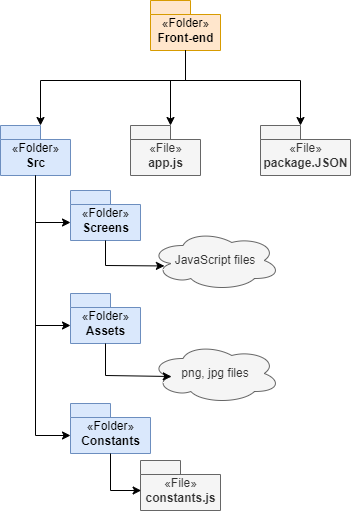 «Folder»
Front-end
«Folder»
Src
«File»
app.js
«File»
package.JSON
«Folder»
Screens
JavaScript files
«Folder»
Assets
png, jpg files
«Folder»
Constants
«File»
constants.js